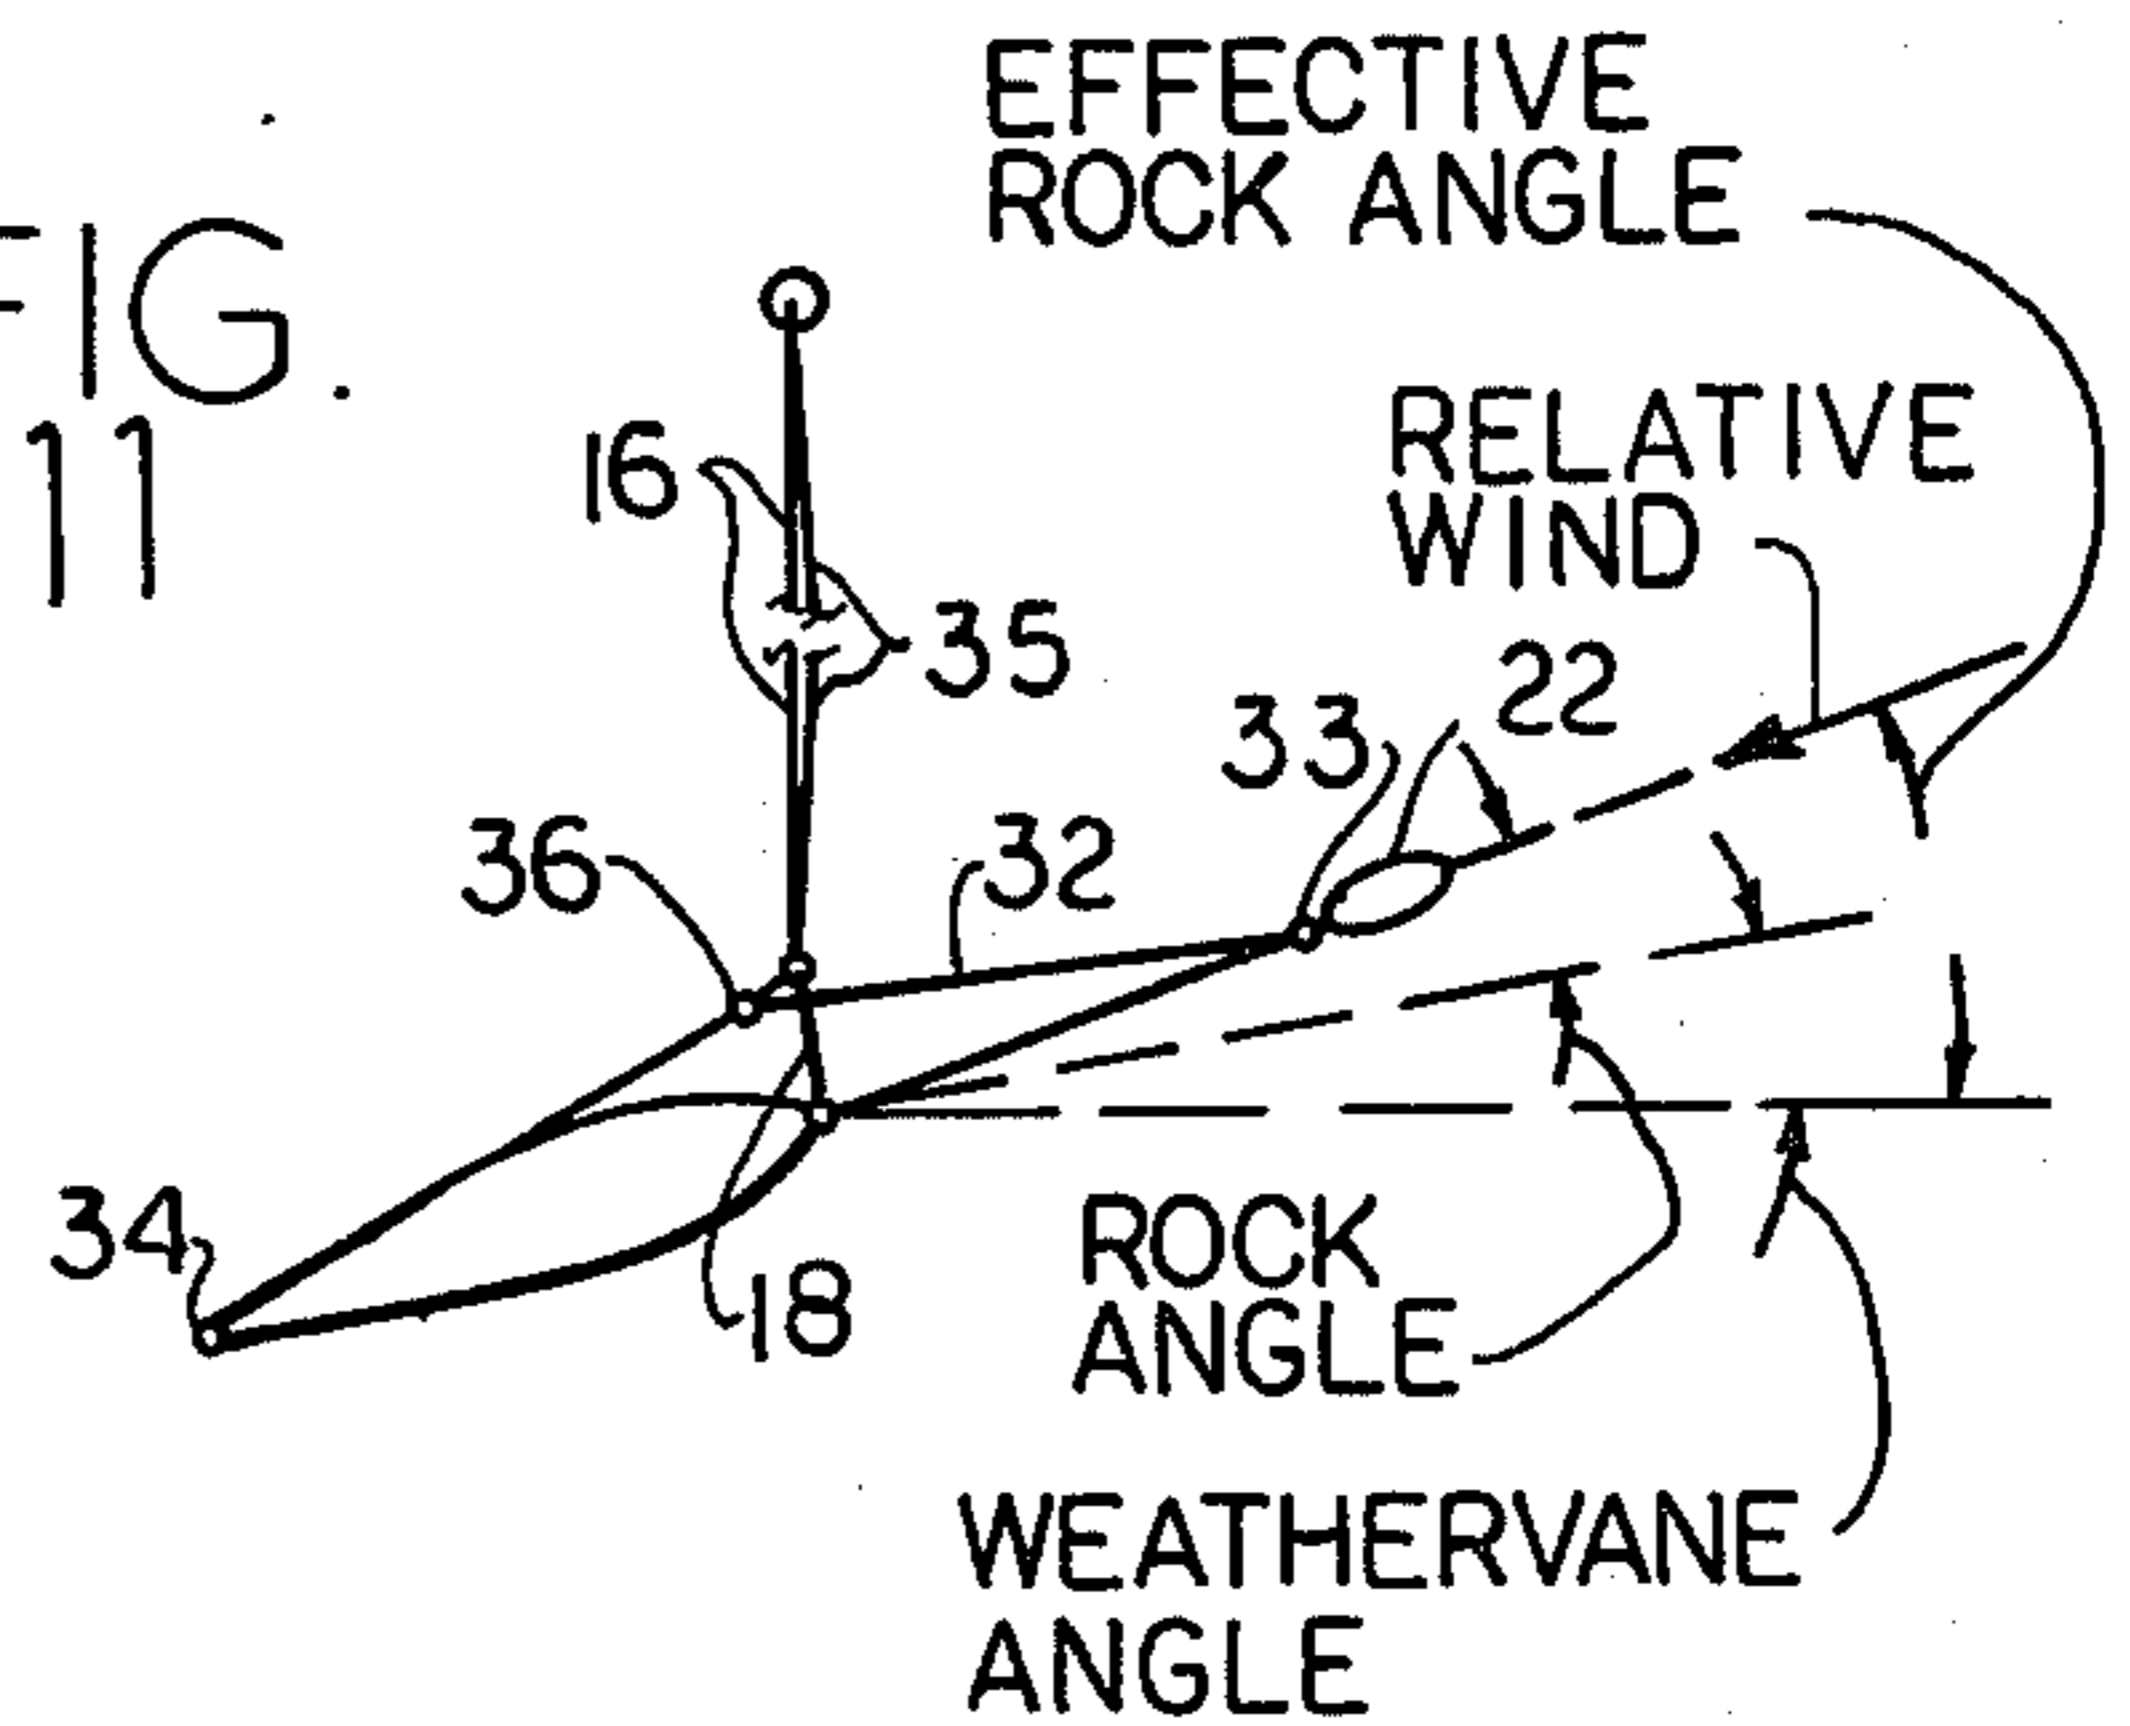 EFFECTIVE
ROCK ANGLE
FIG.
11
RELATIVE
WIND
16
35
22
33
36
32
34
18
ROCK
ANGLE
WEATHERVANE
ANGLE